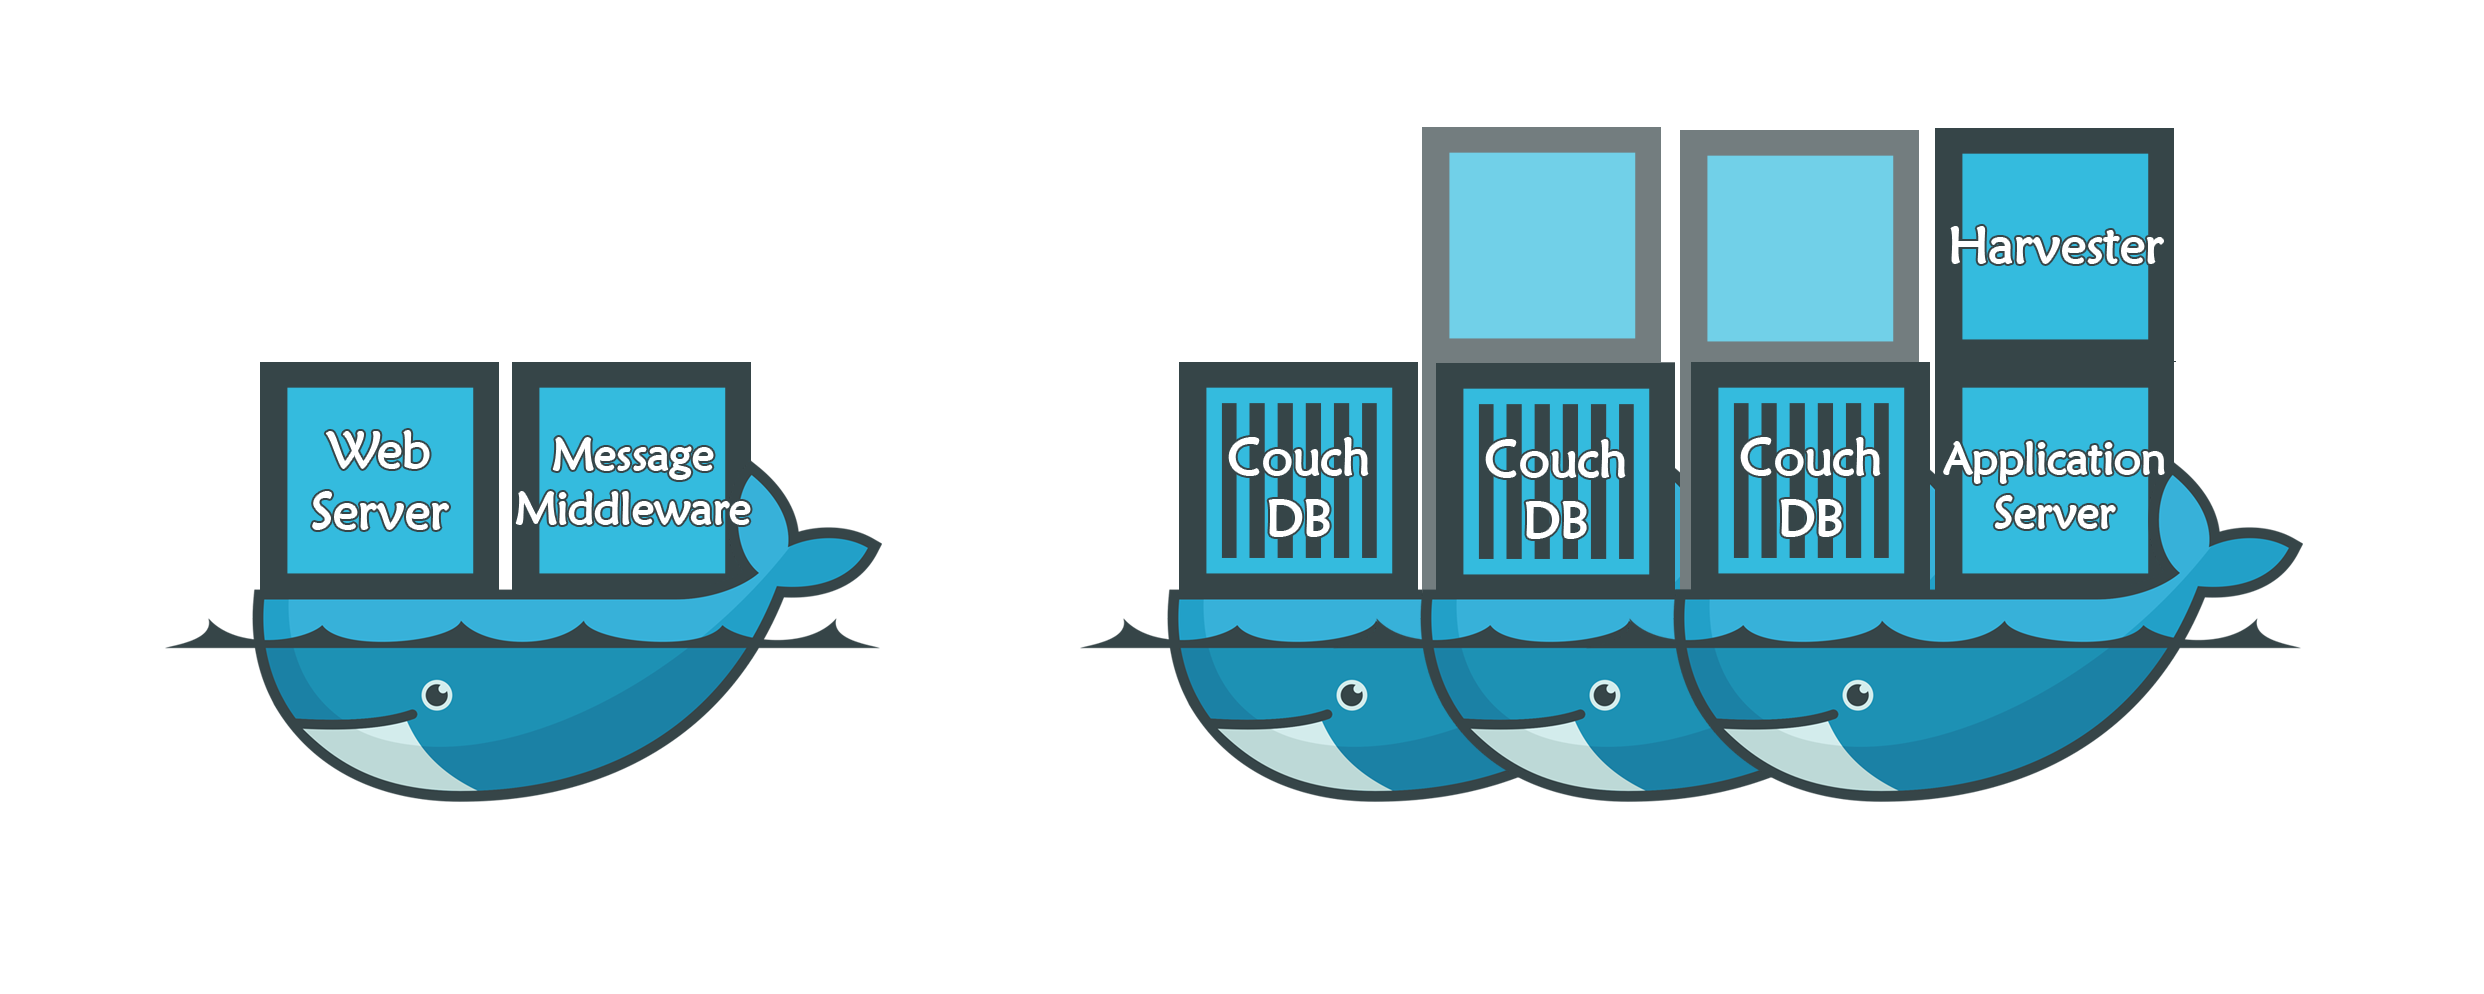 Web
Server
Message
Middleware
Couch
DB
Couch
DB
Couch
DB
Harvester
Application
Server